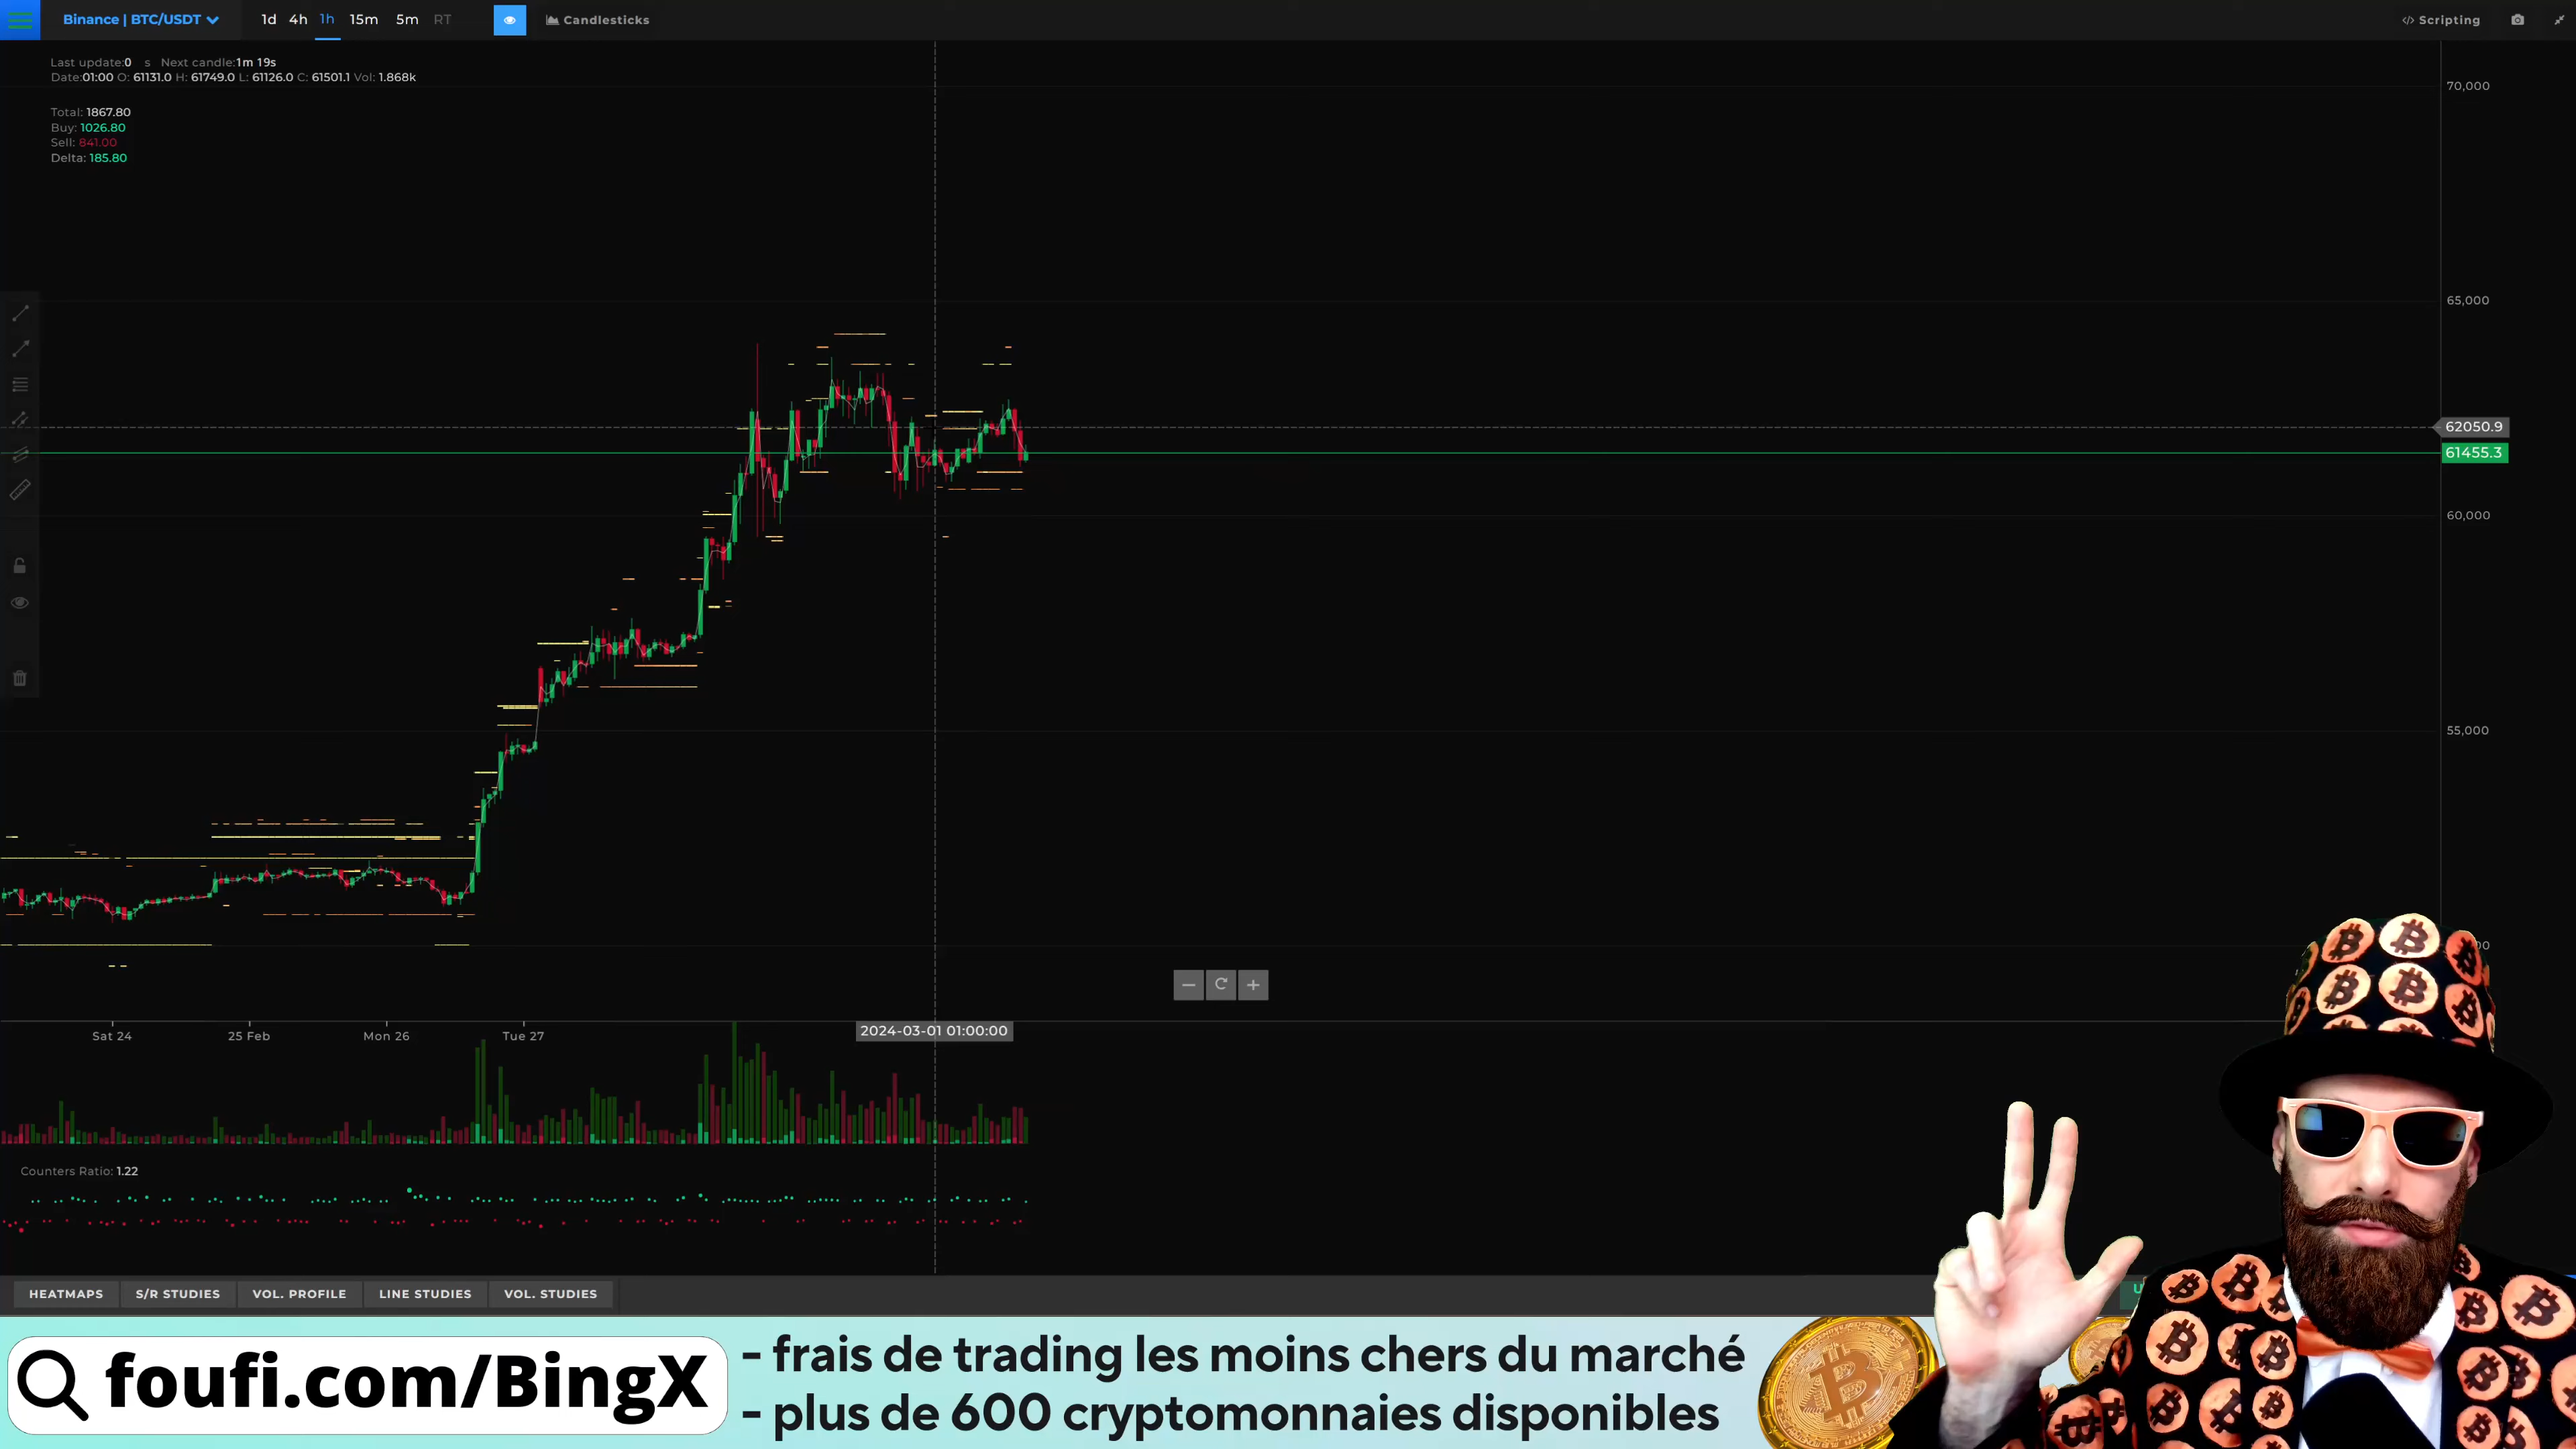 Binance | BTC/USDT 1d 4h 1h 15m 5m RT Candlesticks </> Scripting
Last update:0 s Next candle:1m 19s
Date:01:00 O: 61131.0 H: 61749.0 L: 61126.0 C: 61501.1 Vol: 1.868k
Total: 1867.80
Buy: 1026.80
Sell: 841.00
Delta: 185.80
70,000
65,000
62050.9
61455.3
60,000
55,000
Sat 24 25 Feb Mon 26 Tue 27 2024-03-01 01:00:00
Counters Ratio: 1.22
HEATMAPS S/R STUDIES VOL. PROFILE LINE STUDIES VOL. STUDIES
foufi.com/BingX
- frais de trading les moins chers du marché
- plus de 600 cryptomonnaies disponibles